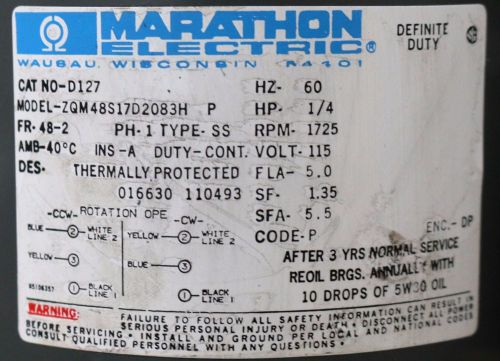 MARATHON
ELECTRIC®
WAUSAU, WISCONSIN 54401
DEFINITE
DUTY
CAT NO-D127 HZ- 60
MODEL-ZQM48S17D2083H P HP- 1/4
FR-48-2 PH-1 TYPE-SS RPM-1725
AMB-40°C INS-A DUTY-CONT. VOLT-115
DES- THERMALLY PROTECTED FLA-5.0
016630 110493 SF-1.35
SFA-5.5
-CCW- ROTATION OPE -CW-
CODE-P ENC.-DP
BLUE 2 WHITE LINE 2 YELLOW 2 WHITE LINE 2
YELLOW 3 BLUE 3
1 BLACK LINE 1 1 BLACK LINE 1
AFTER 3 YRS NORMAL SERVICE
REOIL BRGS. ANNUALLY WITH
10 DROPS OF 5W30 OIL
WARNING: FAILURE TO FOLLOW ALL SAFETY INFORMATION CAN RESULT IN
SERIOUS PERSONAL INJURY OR DEATH • DISCONNECT ALL POWER
BEFORE SERVICING • INSTALL AND GROUND PER LOCAL AND NATIONAL CODES
CONSULT QUALIFIED PERSONNEL WITH ANY QUESTIONS.